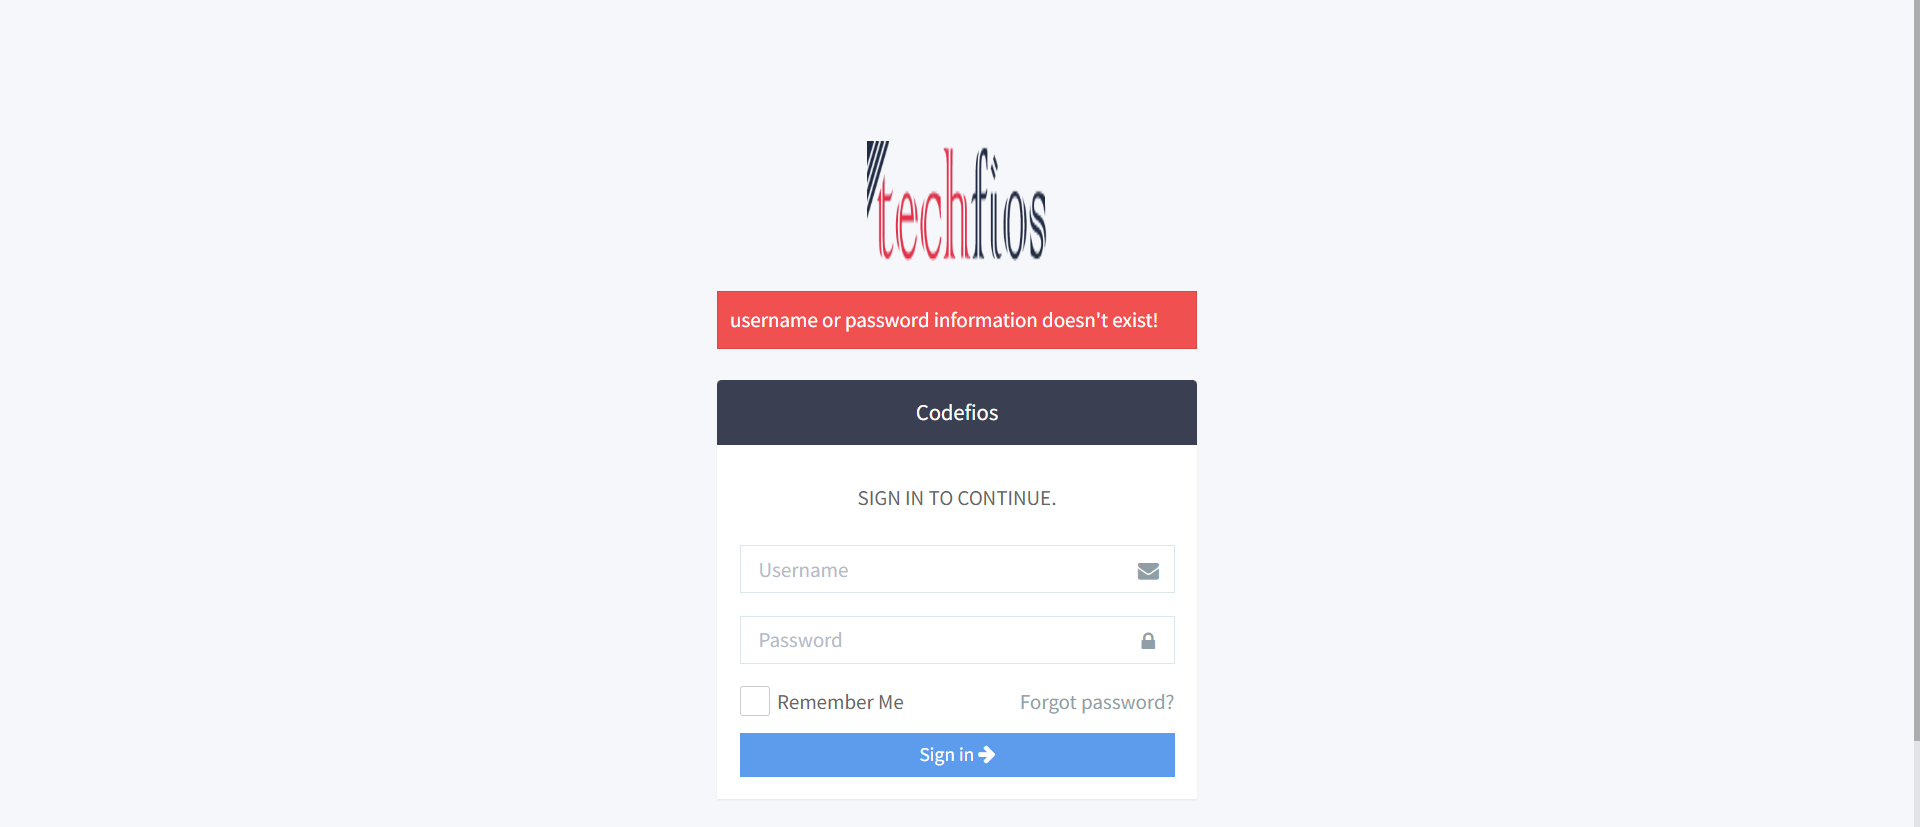 techfios
username or password information doesn't exist!
Codefios
SIGN IN TO CONTINUE.
Username
Password
Remember Me Forgot password?
Sign in